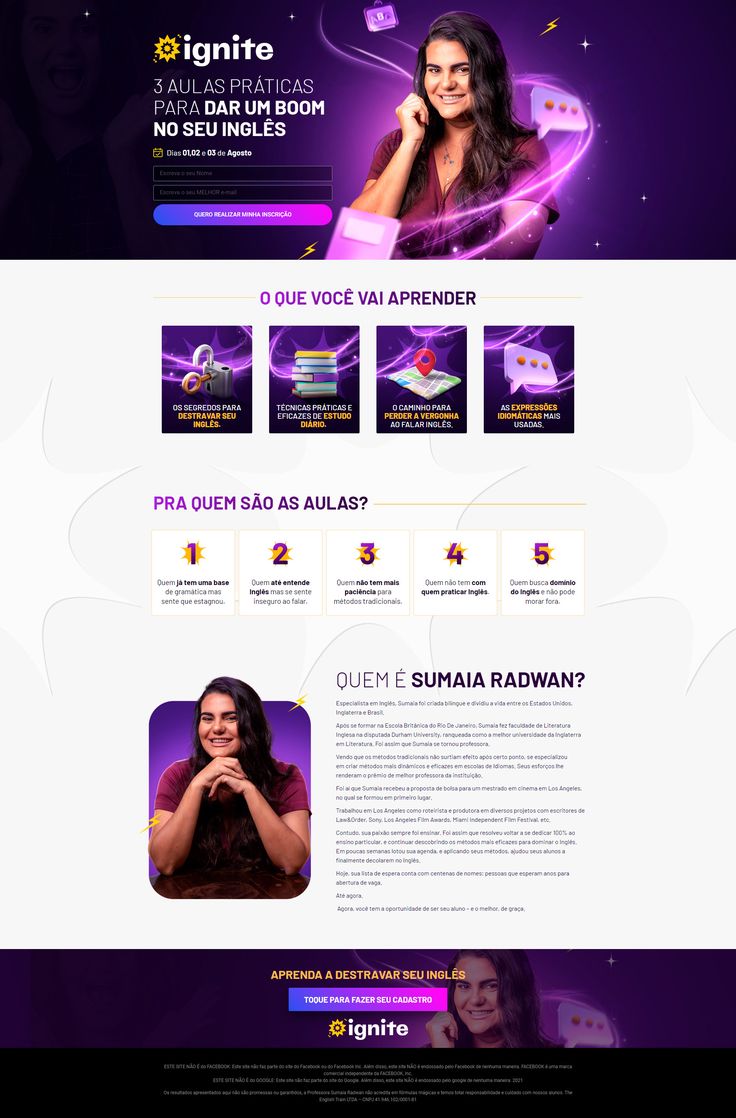 ignite
3 AULAS PRÁTICAS
PARA DAR UM BOOM
NO SEU INGLÊS
Dias 01,02 e 03 de Agosto
Escreva o seu Nome
Escreva o seu MELHOR e-mail
QUERO REALIZAR MINHA INSCRIÇÃO
O QUE VOCÊ VAI APRENDER
OS SEGREDOS PARA
DESTRAVAR SEU
INGLÊS.
TÉCNICAS PRÁTICAS E
EFICAZES DE ESTUDO
DIÁRIO.
O CAMINHO PARA
PERDER A VERGONHA
AO FALAR INGLÊS.
AS EXPRESSÕES
IDIOMÁTICAS MAIS
USADAS.
PRA QUEM SÃO AS AULAS?
1
Quem já tem uma base
de gramática mas
sente que estagnou.
2
Quem até entende
Inglês mas se sente
inseguro ao falar.
3
Quem não tem mais
paciência para
métodos tradicionais.
4
Quem não tem com
quem praticar Inglês.
5
Quem busca domínio
do Inglês e não pode
morar fora.
QUEM É SUMAIA RADWAN?
Especialista em Inglês, Sumaia foi criada bilíngue e dividiu a vida entre os Estados Unidos,
Inglaterra e Brasil.
Após se formar na Escola Britânica do Rio De Janeiro, Sumaia fez faculdade de Literatura
Inglesa na disputada Durham University, ranqueada como a melhor universidade da Inglaterra
em Literatura. Foi assim que Sumaia se tornou professora.
Vendo que os métodos tradicionais não surtiam efeito após certo ponto, se especializou
em criar métodos mais dinâmicos e eficazes em escolas de Idiomas. Seus esforços lhe
renderam o prêmio de melhor professora da instituição.
Foi aí que Sumaia recebeu a proposta de bolsa para um mestrado em cinema em Los Angeles,
no qual se formou em primeiro lugar.
Trabalhou em Los Angeles como roteirista e produtora em diversos projetos com escritores de
Law&Order, Sony, Los Angeles Film Awards, Miami Independent Film Festival, etc.
Contudo, sua paixão sempre foi ensinar. Foi assim que resolveu voltar a se dedicar 100% ao
ensino particular, e continuar descobrindo os métodos mais eficazes para dominar o Inglês.
Em poucas semanas lotou sua agenda, e aplicando seus métodos, ajudou seus alunos a
finalmente decolarem no Inglês.
Hoje, sua lista de espera conta com centenas de nomes: pessoas que esperam anos para
abertura de vaga.
Até agora.
Agora, você tem a oportunidade de ser seu aluno – e o melhor, de graça.
APRENDA A DESTRAVAR SEU INGLÊS
TOQUE PARA FAZER SEU CADASTRO
ignite
ESTE SITE NÃO É do FACEBOOK: Este site não faz parte do site do Facebook ou do Facebook Inc. Além disso, este site NÃO é endossado pelo Facebook de nenhuma maneira. FACEBOOK é uma marca
comercial independente da FACEBOOK, Inc.
ESTE SITE NÃO É do GOOGLE: Este site não faz parte do site do Google. Além disso, este site NÃO é endossado pelo google de nenhuma maneira. 2021
Os resultados apresentados aqui não são promessas ou garantidos, a Professora Sumaia Radwan não acredita em fórmulas mágicas e temos total responsabilidade e cuidado com nossos alunos. The
English Train LTDA – CNPJ 41.946.102/0001-81